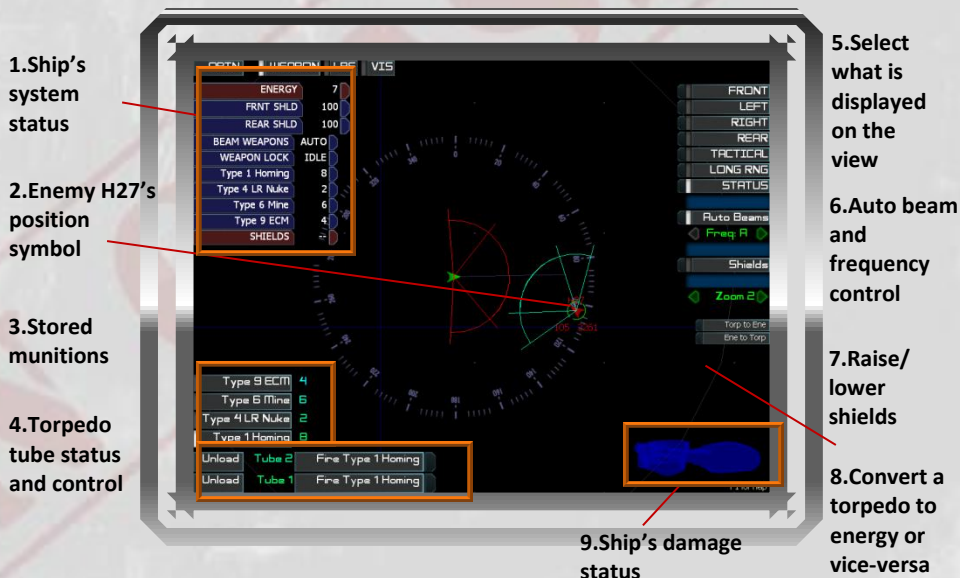 1.Ship's
system
status
2.Enemy H27's
position
symbol
3.Stored
munitions
4.Torpedo
tube status
and control
VIS
ENERGY 7
FRNT SHLD 100
REAR SHLD 100
BEAM WEAPONS AUTO
WEAPON LOCK IDLE
Type 1 Homing 8
Type 4 LR Nuke 2
Type 6 Mine 6
Type 9 ECM 4
SHIELDS
Type 9 ECM 4
Type 6 Mine 6
Type 4 LR Nuke 2
Type 1 Homing 8
Unload Tube 2 Fire Type 1 Homing
Unload Tube 1 Fire Type 1 Homing
FRONT
LEFT
RIGHT
REAR
TACTICAL
LONG RNG
STATUS
Auto Beams
Freq: A
Shields
Zoom 2
Torp to Ene
Ene to Torp
5.Select
what is
displayed
on the
view
6.Auto beam
and
frequency
control
7.Raise/
lower
shields
8.Convert a
torpedo to
energy or
vice-versa
9.Ship's damage
status